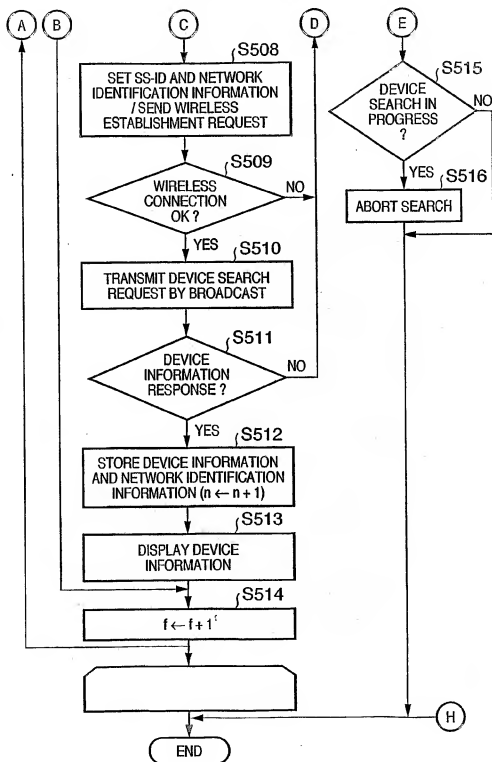 A
B
C
D
E
S508
SET SS-ID AND NETWORK
IDENTIFICATION INFORMATION
/ SEND WIRELESS
ESTABLISHMENT REQUEST
S509
WIRELESS
CONNECTION
OK ?
NO
YES
S510
TRANSMIT DEVICE SEARCH
REQUEST BY BROADCAST
S511
DEVICE
INFORMATION
RESPONSE ?
NO
YES
S512
STORE DEVICE INFORMATION
AND NETWORK IDENTIFICATION
INFORMATION (n ← n + 1)
S513
DISPLAY DEVICE
INFORMATION
S514
f ← f + 1
END
S515
DEVICE
SEARCH IN
PROGRESS
?
NO
YES
S516
ABORT SEARCH
H